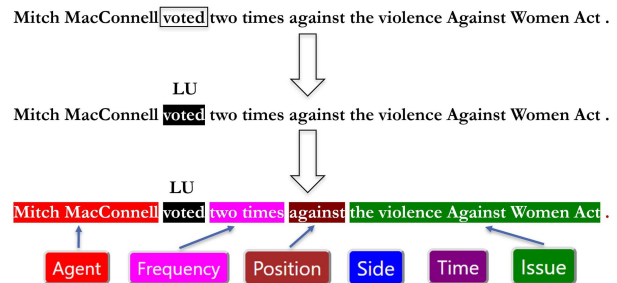 Mitch MacConnell voted two times against the violence Against Women Act .
LU
Mitch MacConnell voted two times against the violence Against Women Act .
LU
Mitch MacConnell voted two times against the violence Against Women Act .
Agent Frequency Position Side Time Issue